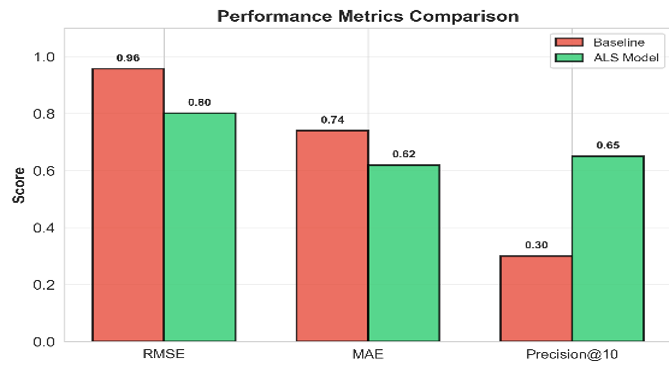 Performance Metrics Comparison
Baseline
ALS Model
Score
1.0
0.8
0.6
0.4
0.2
0.0
0.96
0.80
0.74
0.62
0.30
0.65
RMSE
MAE
Precision@10